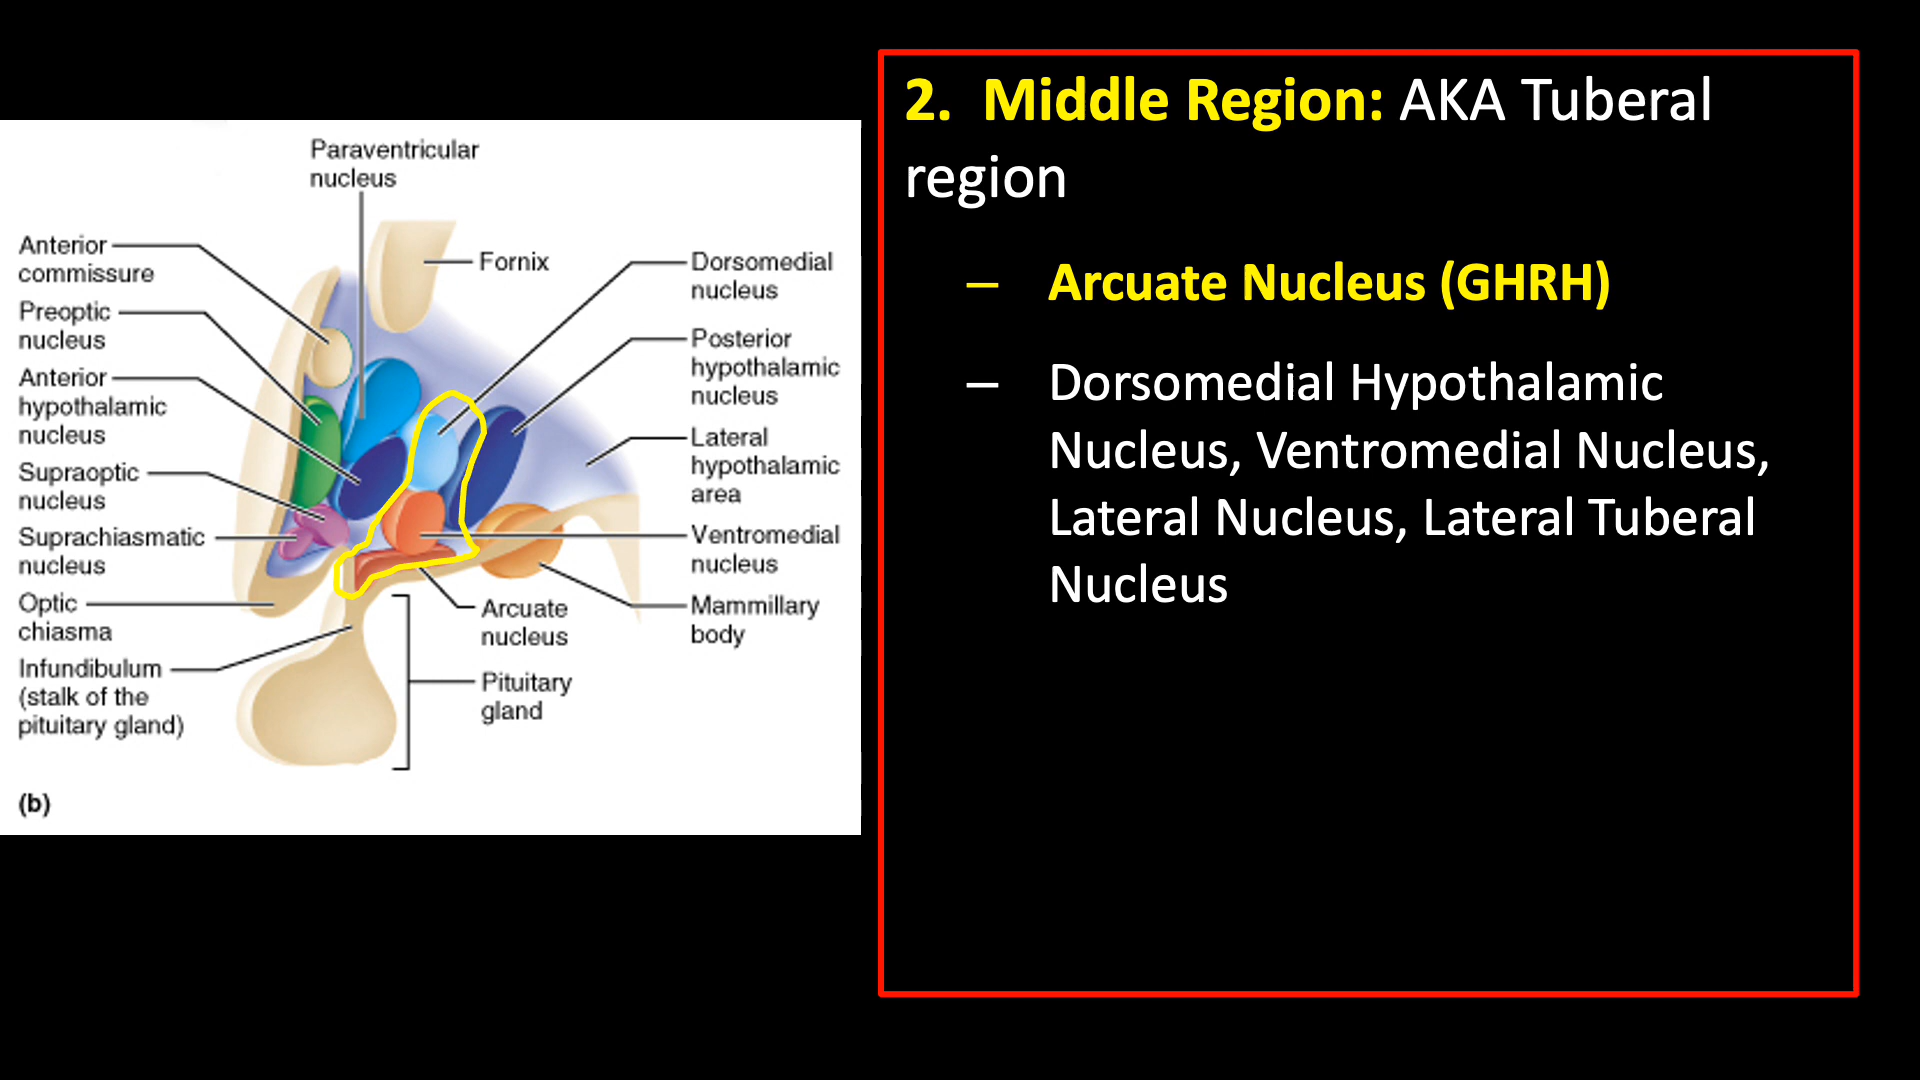 Paraventricular
nucleus
Anterior
commissure
Preoptic
nucleus
Anterior
hypothalamic
nucleus
Supraoptic
nucleus
Suprachiasmatic
nucleus
Optic
chiasma
Infundibulum
(stalk of the
pituitary gland)
Fornix
Dorsomedial
nucleus
Posterior
hypothalamic
nucleus
Lateral
hypothalamic
area
Ventromedial
nucleus
Mammillary
body
Arcuate
nucleus
Pituitary
gland
(b)
2. Middle Region: AKA Tuberal
region
– Arcuate Nucleus (GHRH)
– Dorsomedial Hypothalamic
Nucleus, Ventromedial Nucleus,
Lateral Nucleus, Lateral Tuberal
Nucleus